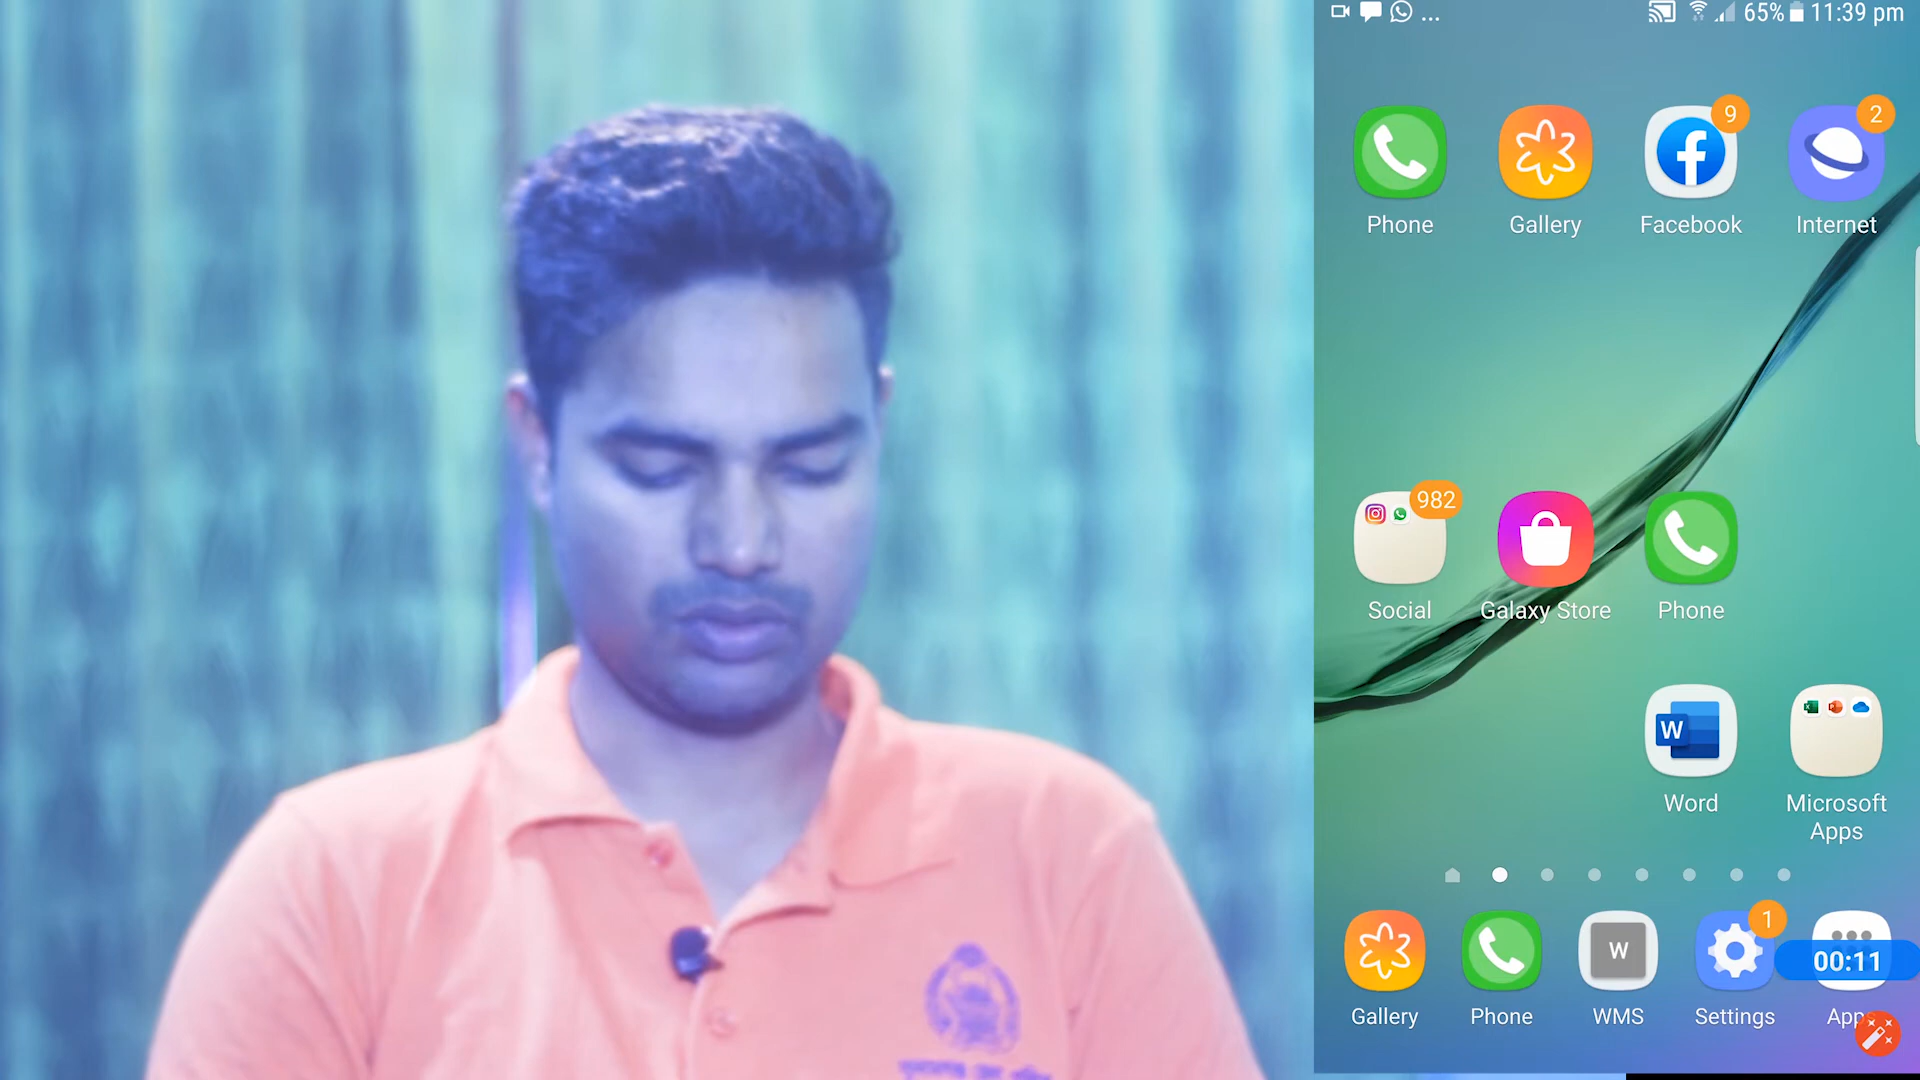 ... 65% 11:39 pm
9 2
Phone Gallery Facebook Internet
982
Social Galaxy Store Phone
W
Word Microsoft
Apps
W 1 00:11
Gallery Phone WMS Settings